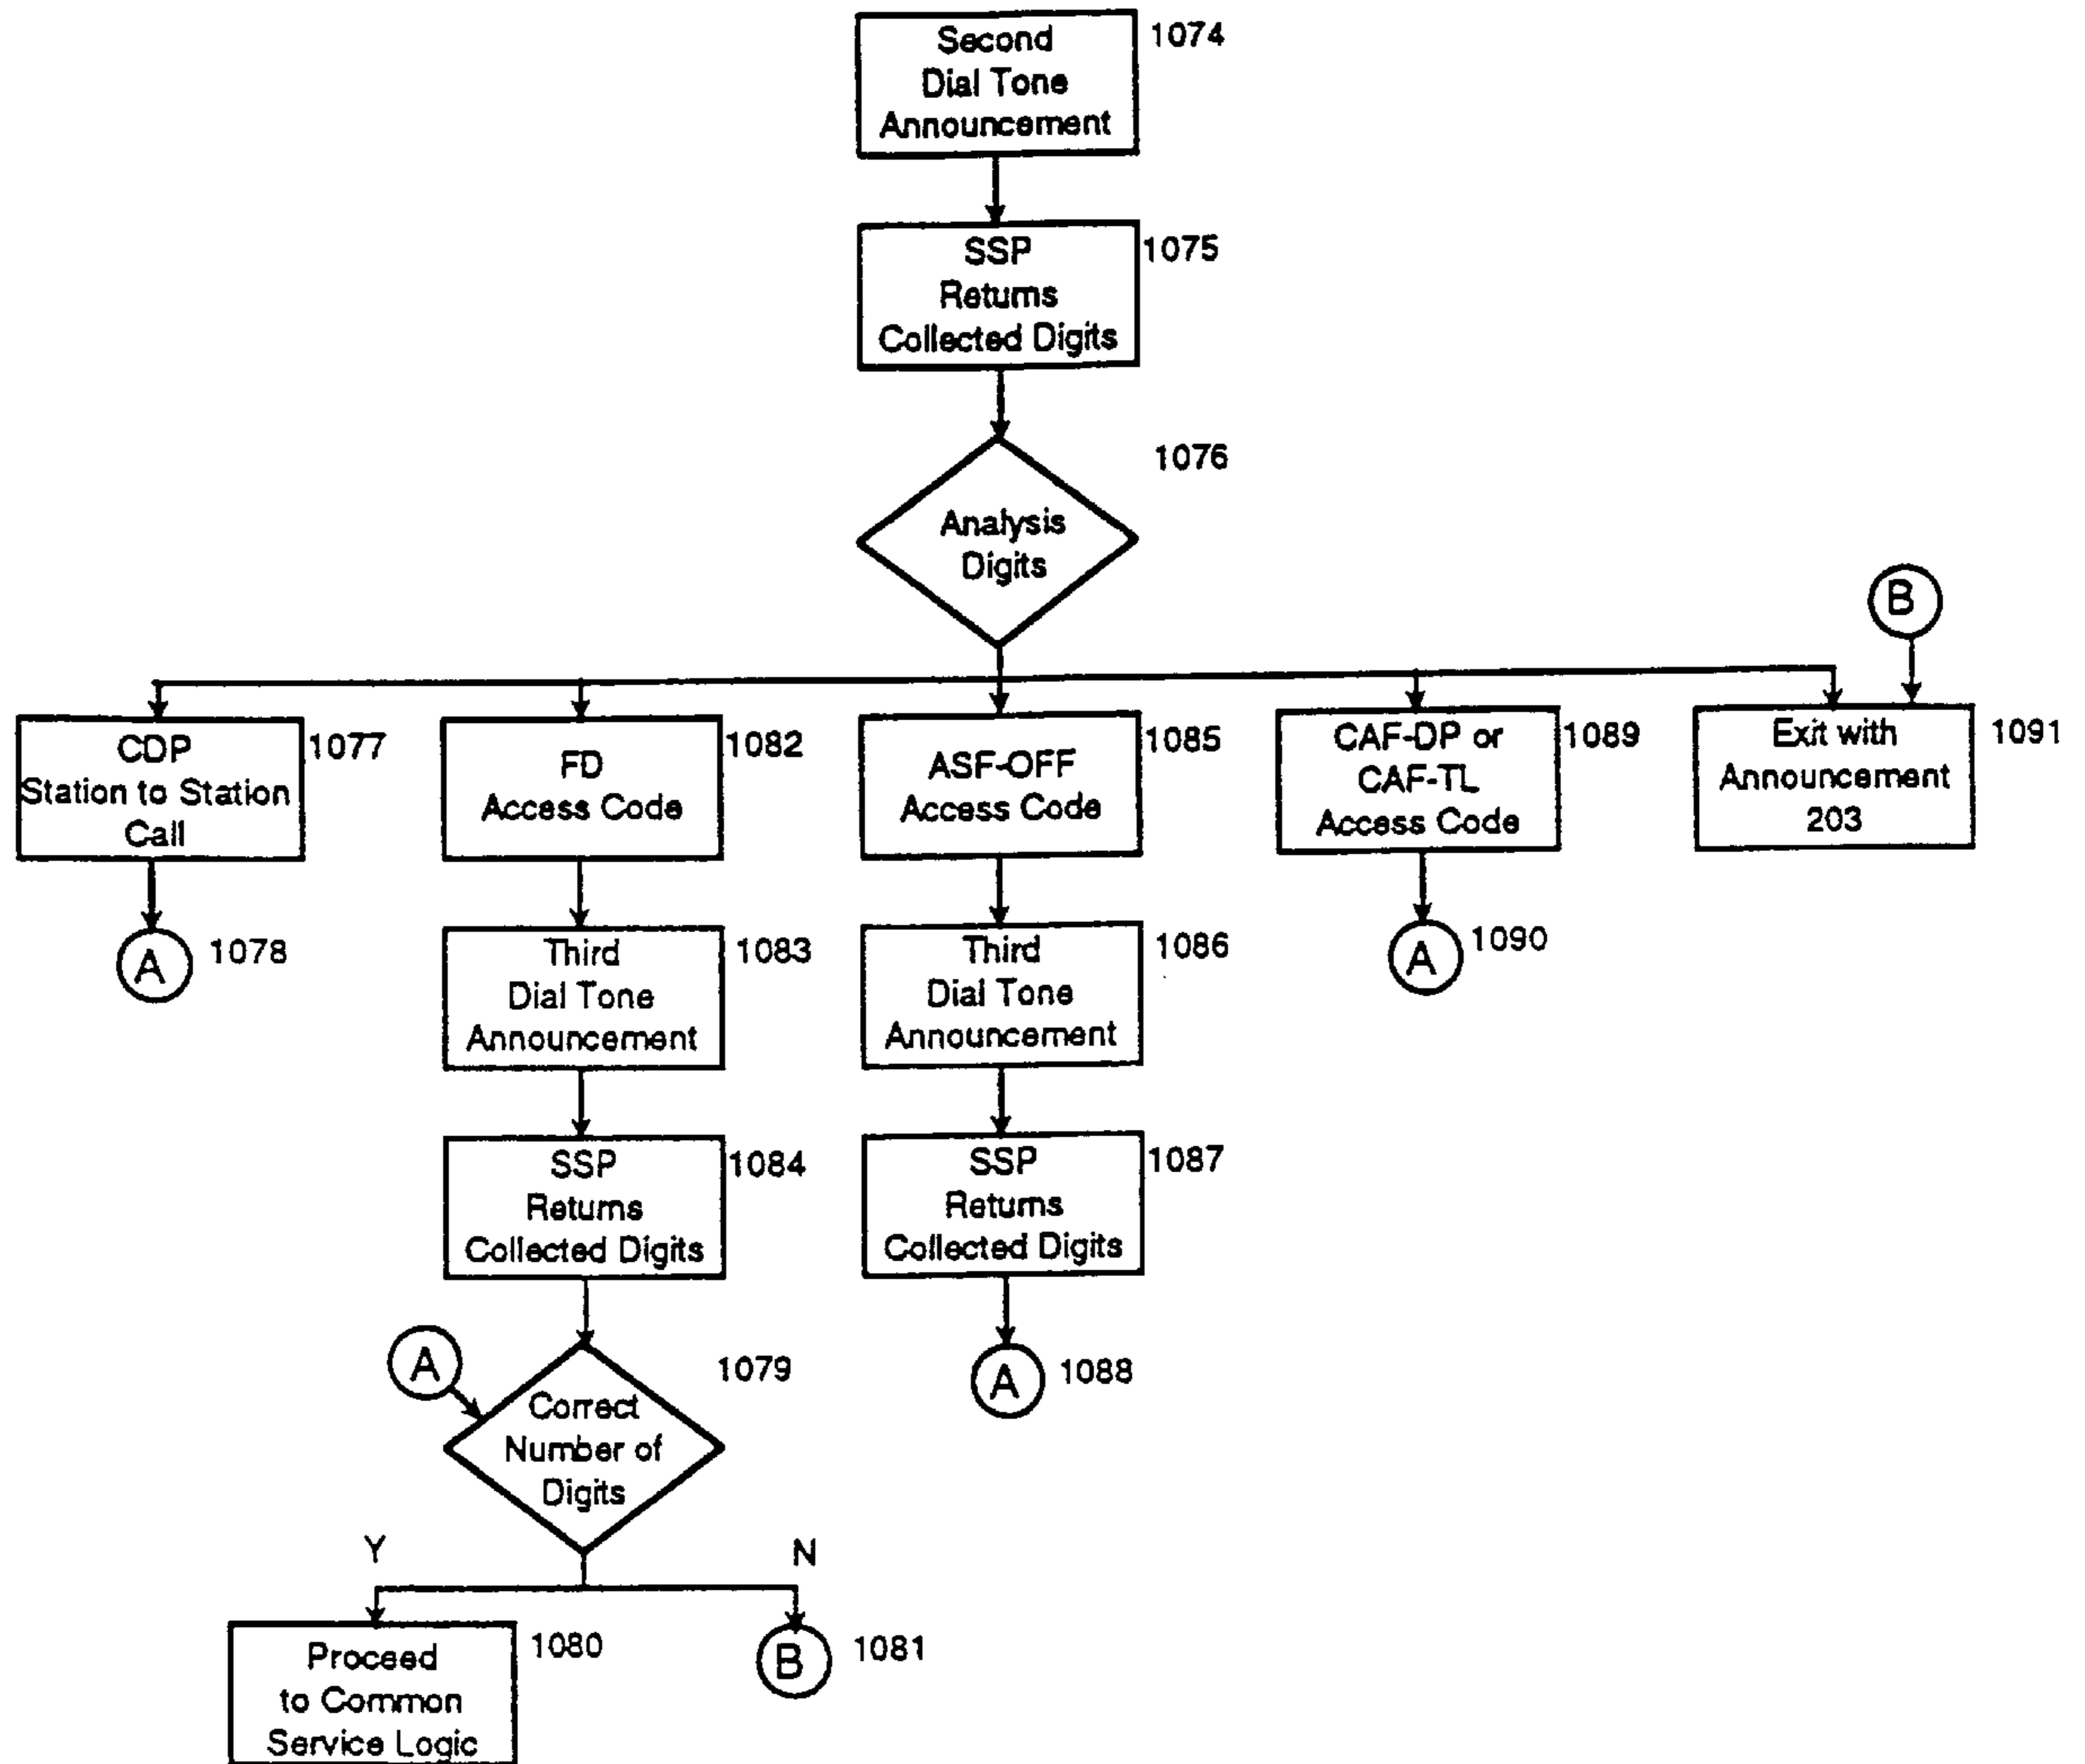 Second
Dial Tone
Announcement
1074
SSP
Returns
Collected Digits
1075
Analysis
Digits
1076
B
CDP
Station to Station
Call
1077
FD
Access Code
1082
ASF-OFF
Access Code
1085
CAF-DP or
CAF-TL
Access Code
1089
Exit with
Announcement
203
1091
A
1078
Third
Dial Tone
Announcement
1083
Third
Dial Tone
Announcement
1086
A
1090
SSP
Returns
Collected Digits
1084
SSP
Returns
Collected Digits
1087
A
Correct
Number of
Digits
1079
A
1088
Y
N
Proceed
to Common
Service Logic
1080
B
1081